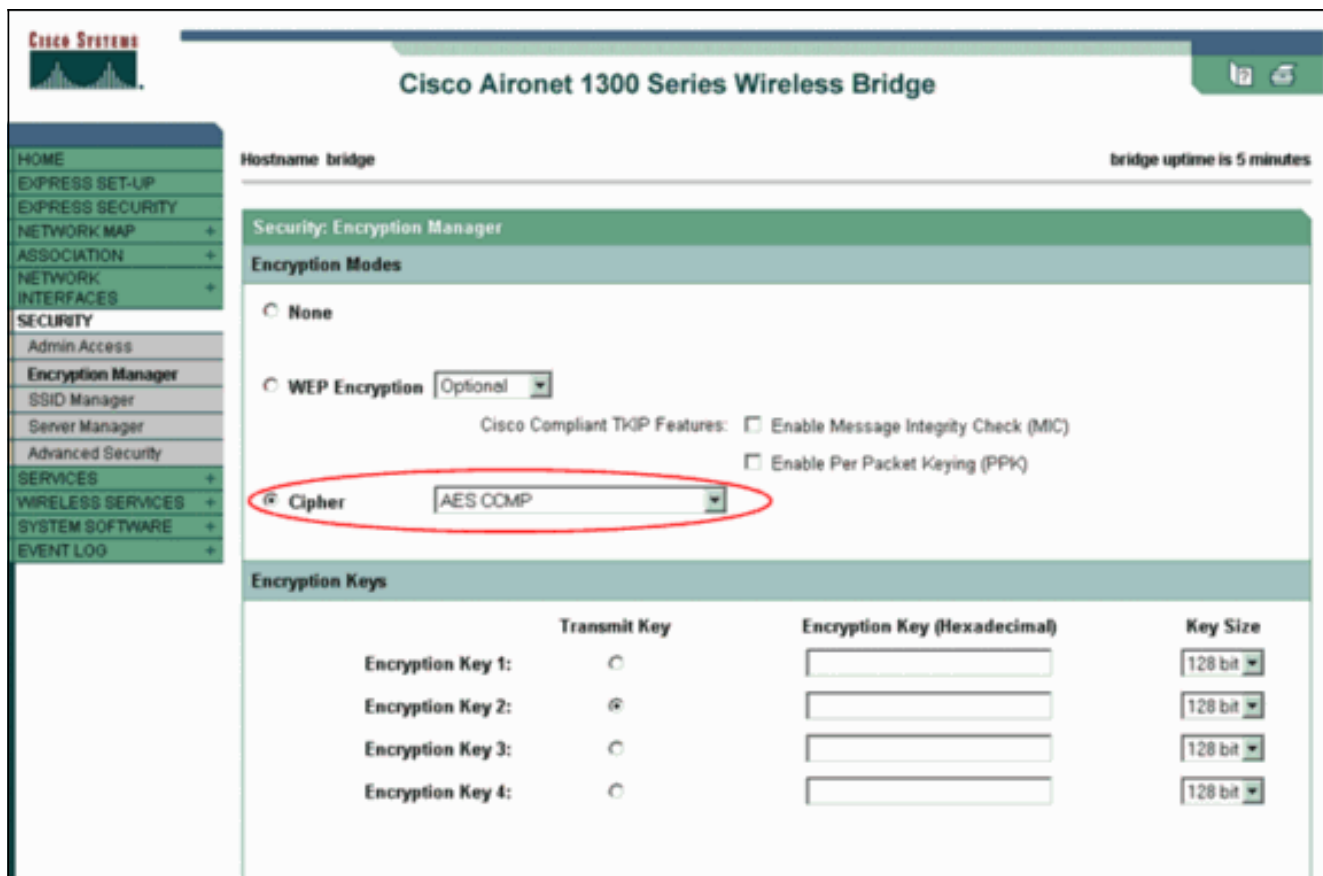 CISCO SYSTEMS
Cisco Aironet 1300 Series Wireless Bridge
HOME
EXPRESS SET-UP
EXPRESS SECURITY
NETWORK MAP +
ASSOCIATION +
NETWORK
INTERFACES +
SECURITY
Admin Access
Encryption Manager
SSID Manager
Server Manager
Advanced Security
SERVICES +
WIRELESS SERVICES +
SYSTEM SOFTWARE +
EVENT LOG +
Hostname bridge
bridge uptime is 5 minutes
Security: Encryption Manager
Encryption Modes
None
WEP Encryption Optional
Cisco Compliant TKIP Features: Enable Message Integrity Check (MIC)
Enable Per Packet Keying (PPK)
Cipher AES CCMP
Encryption Keys
Transmit Key Encryption Key (Hexadecimal) Key Size
Encryption Key 1: 128 bit
Encryption Key 2: 128 bit
Encryption Key 3: 128 bit
Encryption Key 4: 128 bit